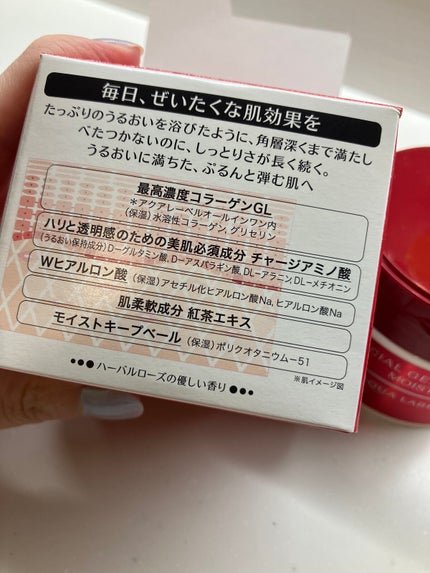 毎日、ぜいたくな肌効果を
たっぷりのうるおいを浴びたように、角層深くまで満たし
べたつかないのに、しっとりさが長く続く。
うるおいに満ちた、ぷるんと弾む肌へ
最高濃度コラーゲンGL
*アクアレーベルオールインワン内
(保湿)水溶性コラーゲン,グリセリン
ハリと透明感のための美肌必須成分 チャージアミノ酸
(うるおい保持成分)D-グルタミン酸,D-アスパラギン酸,DL-アラニン,DL-メチオニン
Wヒアルロン酸 (保湿)アセチル化ヒアルロン酸Na,ヒアルロン酸Na
肌柔軟成分 紅茶エキス
モイストキープベール (保湿)ポリクオタニウム-51
●●●ハーバルローズの優しい香り●●●
※肌イメージ図
CIAL GE
MOIST
QUA LABE